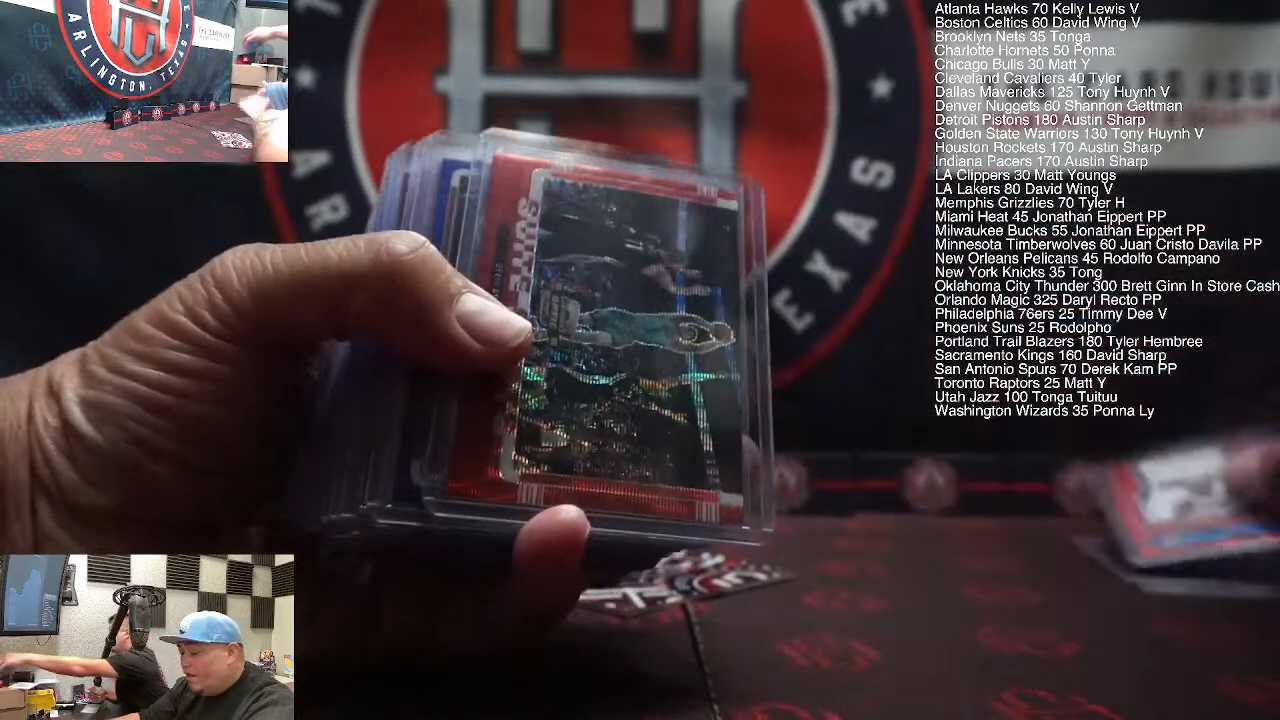 ARLINGTON, TEXAS
Atlanta Hawks 70 Kelly Lewis V
Boston Celtics 60 David Wing V
Brooklyn Nets 35 Tonga
Charlotte Hornets 50 Ponna
Chicago Bulls 30 Matt Y
Cleveland Cavaliers 40 Tyler
Dallas Mavericks 125 Tony Huynh V
Denver Nuggets 60 Shannon Gettman
Detroit Pistons 180 Austin Sharp
Golden State Warriors 130 Tony Huynh V
Houston Rockets 170 Austin Sharp
Indiana Pacers 170 Austin Sharp
LA Clippers 30 Matt Youngs
LA Lakers 80 David Wing V
Memphis Grizzlies 70 Tyler H
Miami Heat 45 Jonathan Eippert PP
Milwaukee Bucks 55 Jonathan Eippert PP
Minnesota Timberwolves 60 Juan Cristo Davila PP
New Orleans Pelicans 45 Rodolfo Campano
New York Knicks 35 Tong
Oklahoma City Thunder 300 Brett Ginn In Store Cash
Orlando Magic 325 Daryl Recto PP
Philadelphia 76ers 25 Timmy Dee V
Phoenix Suns 25 Rodolpho
Portland Trail Blazers 180 Tyler Hembree
Sacramento Kings 160 David Sharp
San Antonio Spurs 70 Derek Karn PP
Toronto Raptors 25 Matt Y
Utah Jazz 100 Tonga Tuituu
Washington Wizards 35 Ponna Ly
AR
EXAS